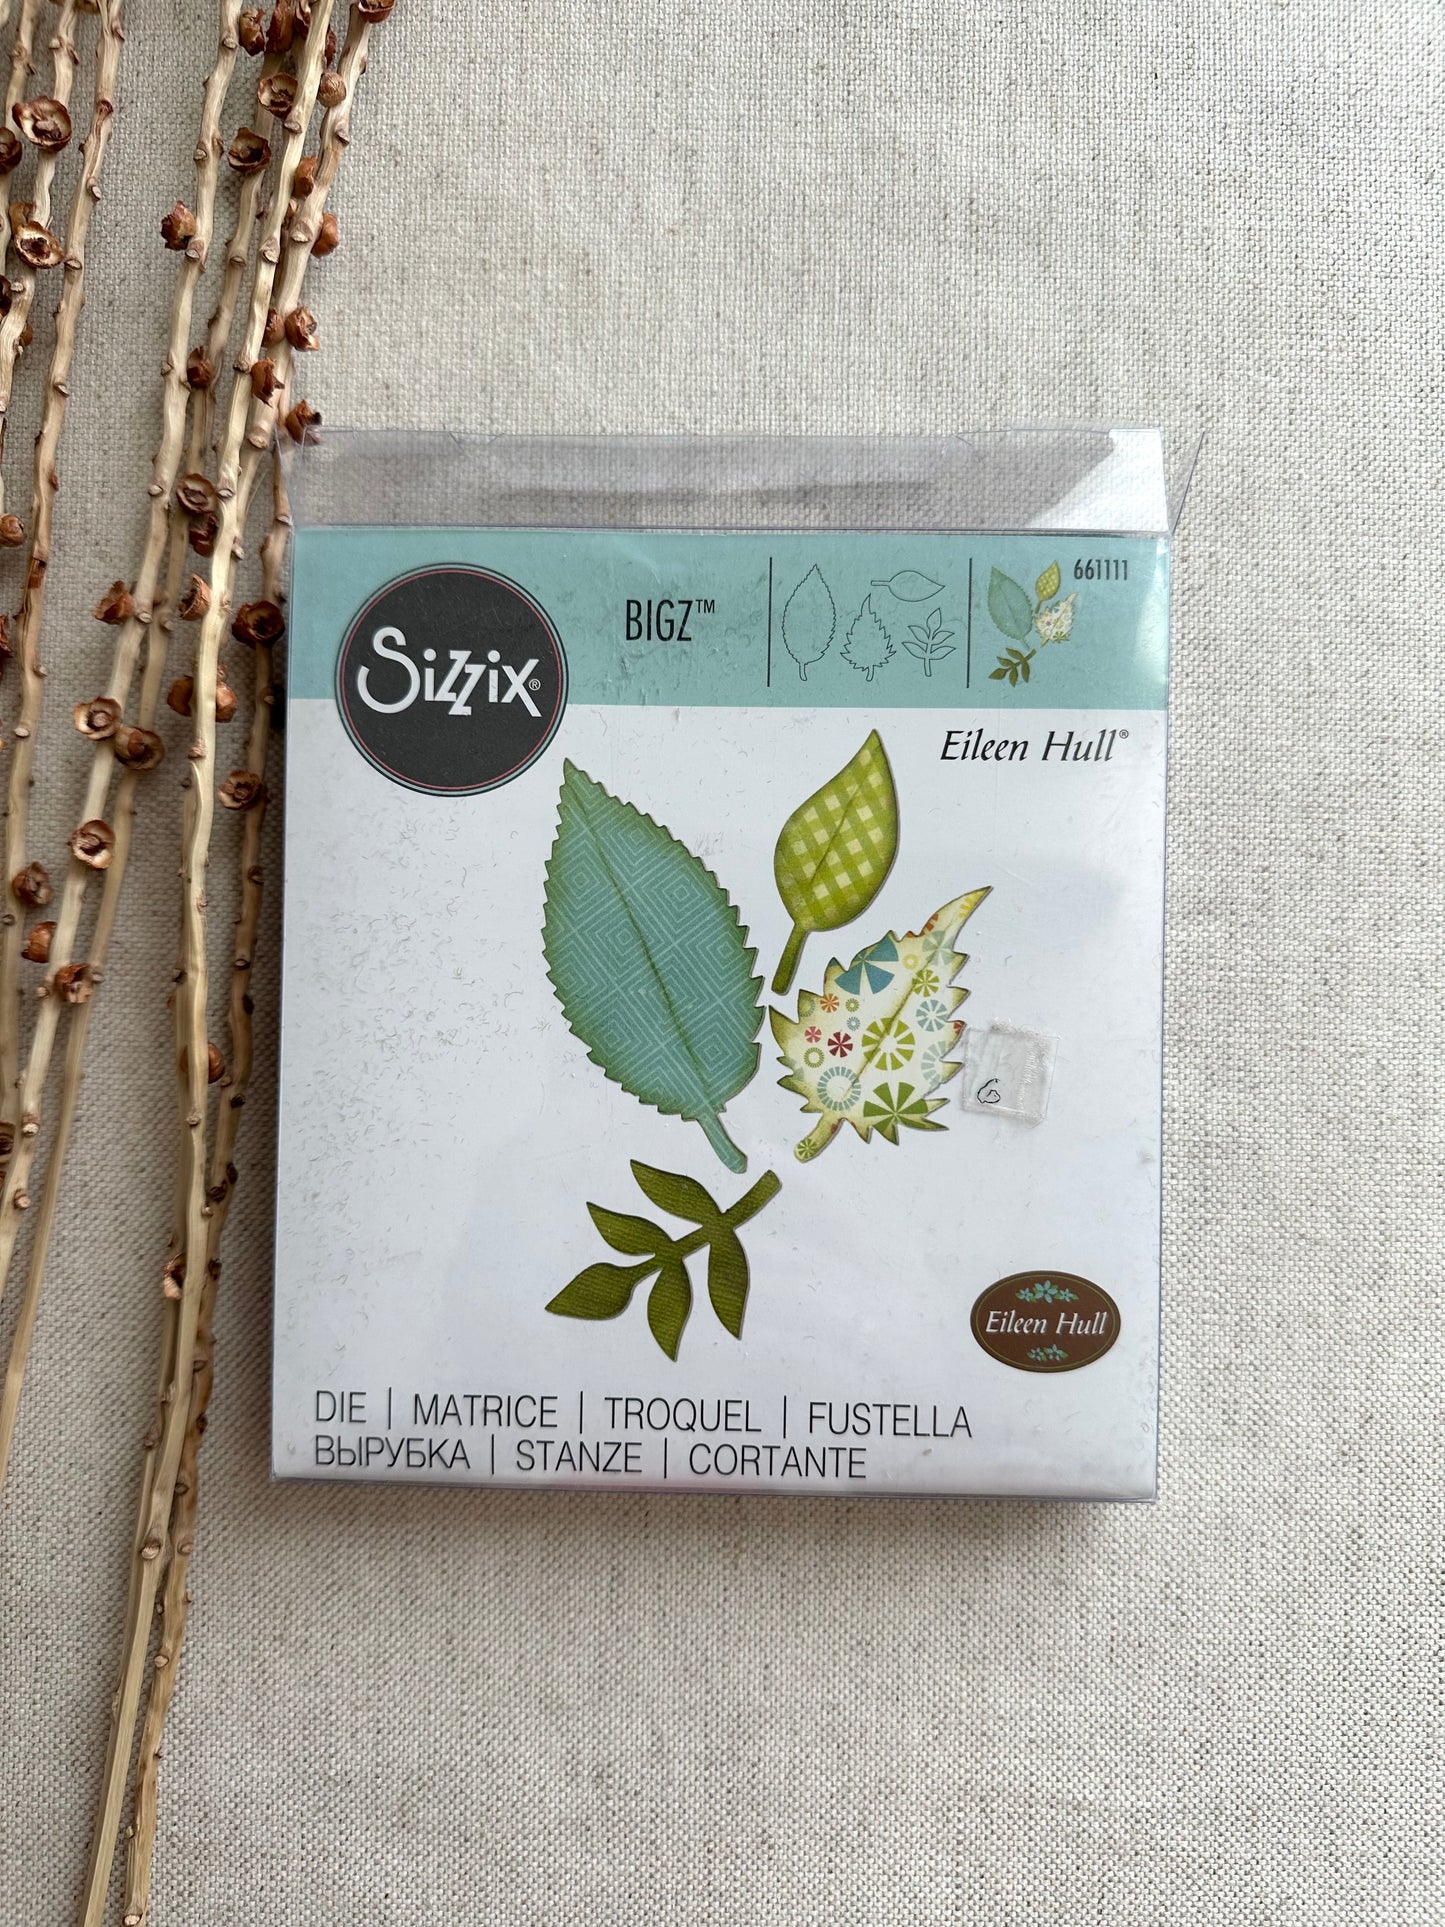 Sizzix®
BIGZ™
661111
Eileen Hull®
Eileen Hull
DIE | MATRICE | TROQUEL | FUSTELLA
ВЫРУБКА | STANZE | CORTANTE